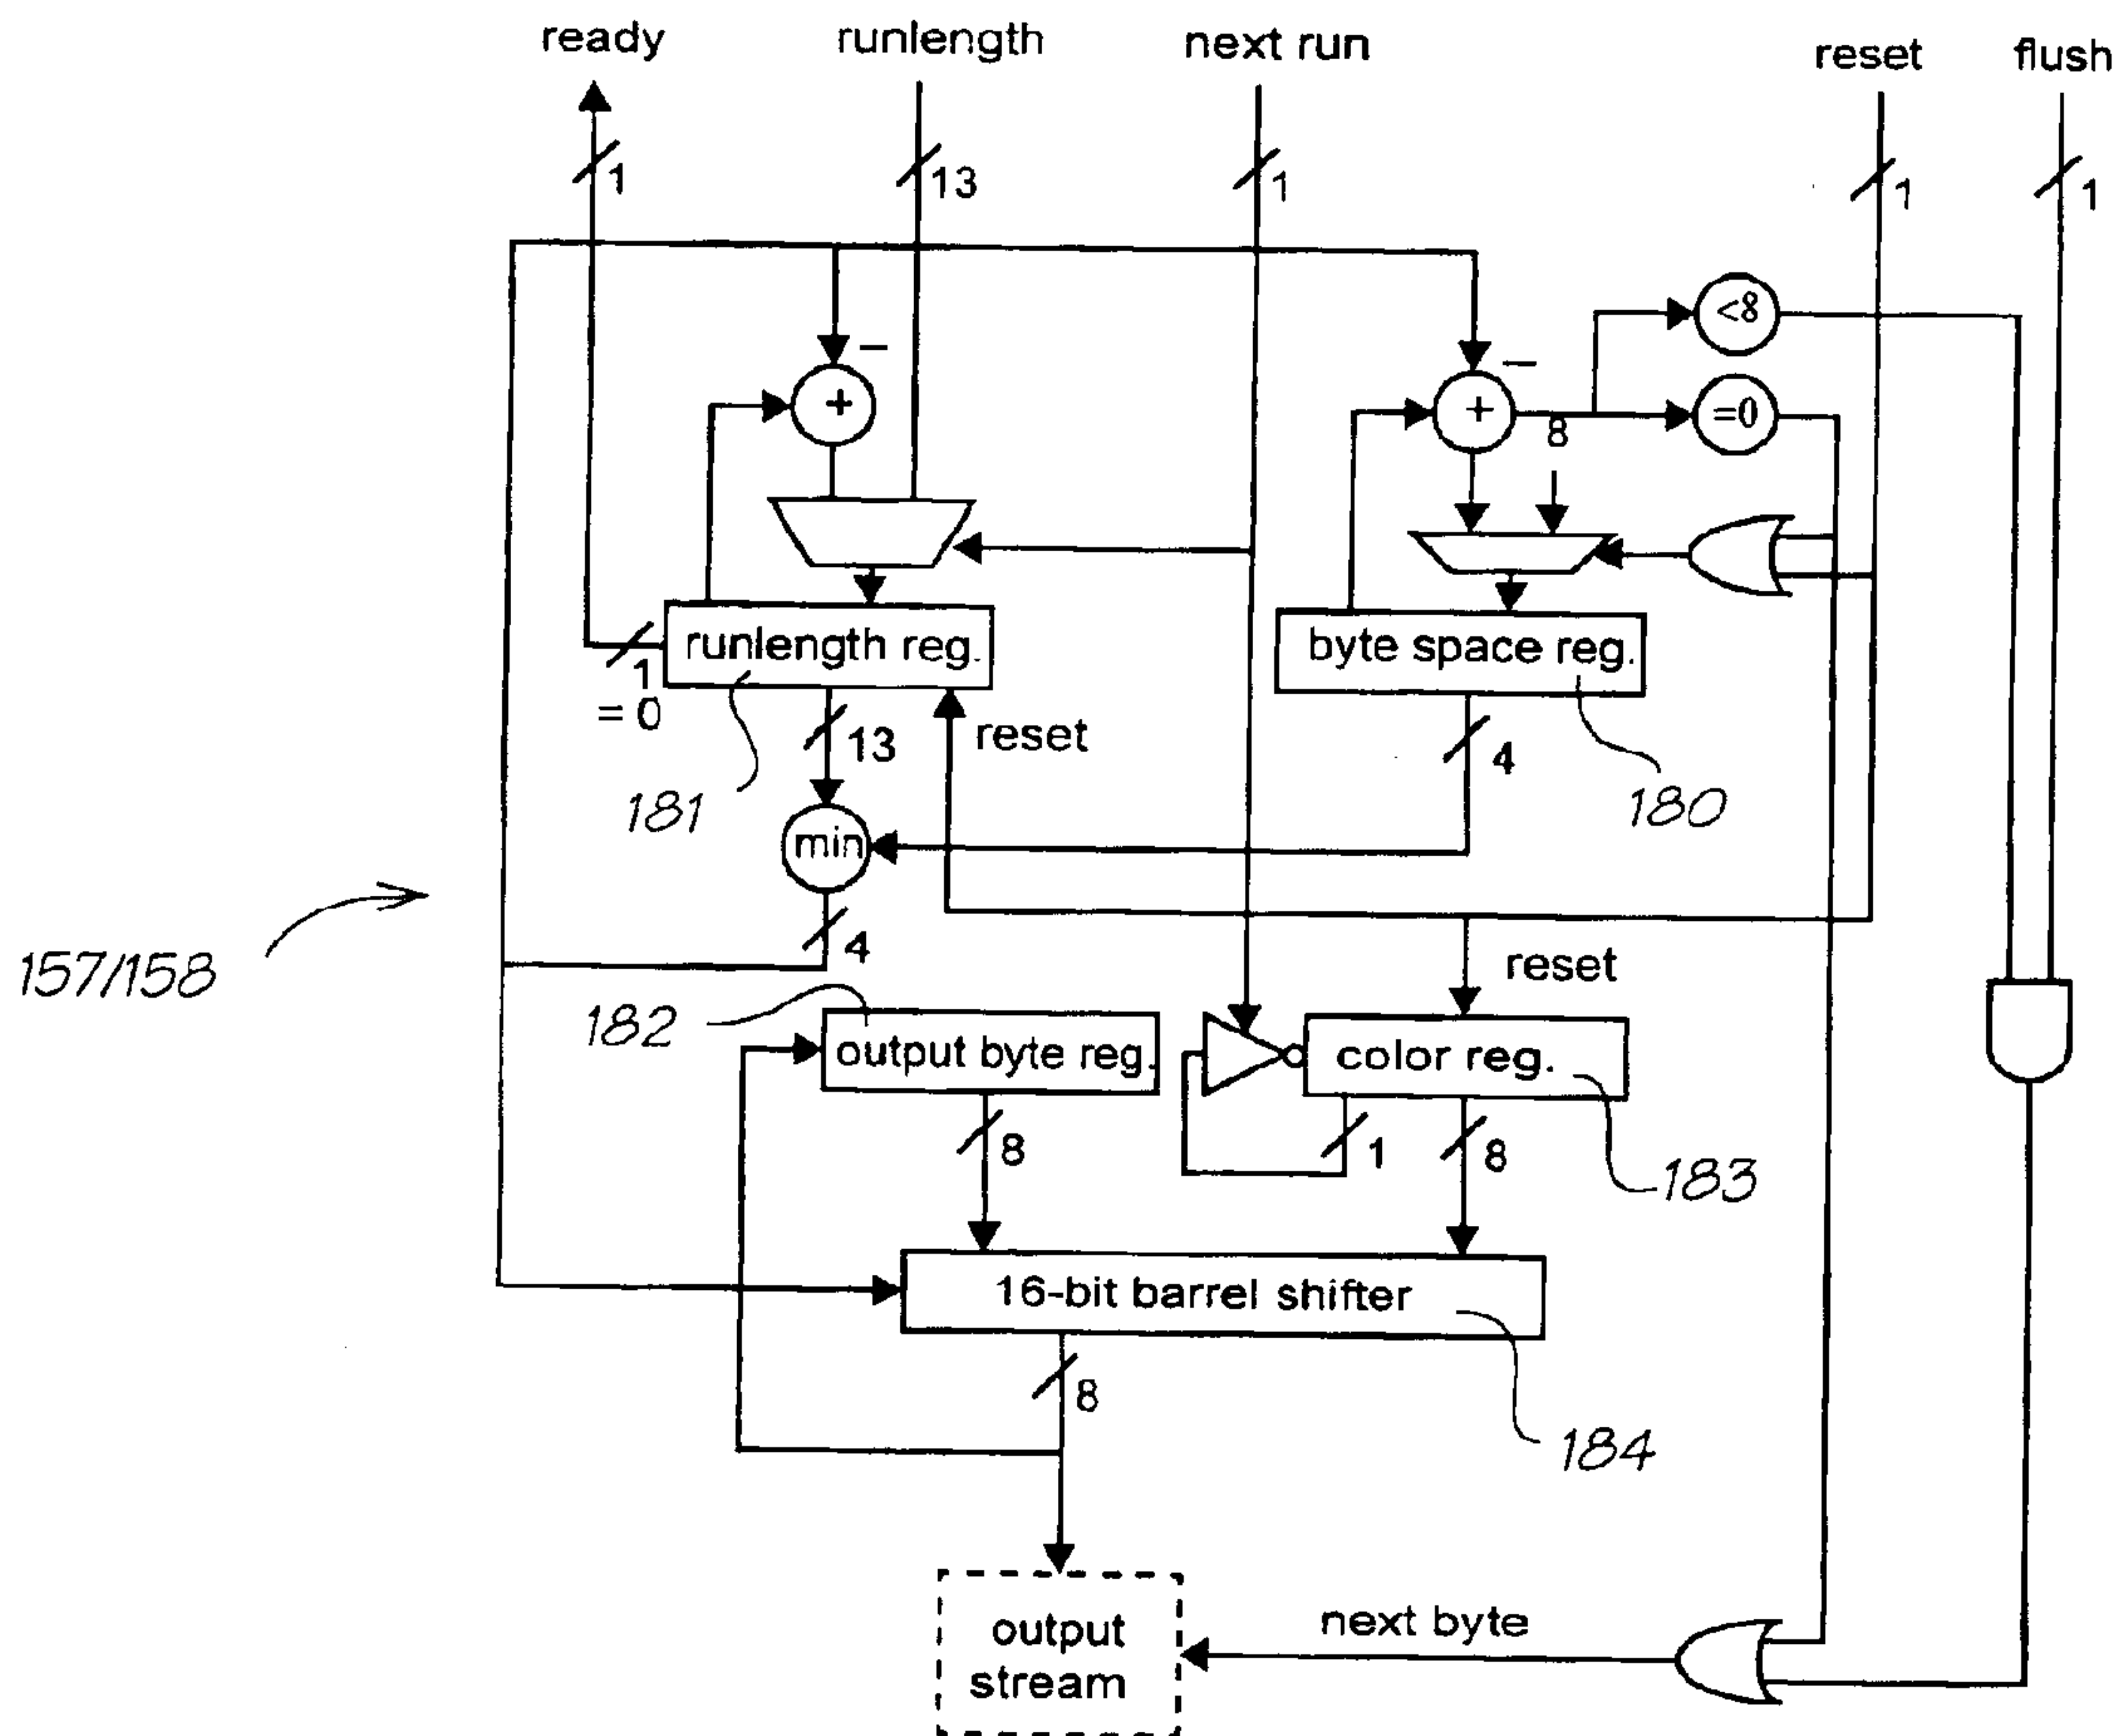 ready
runlength
next run
reset
flush
1
13
1
1
1
<8
−
−
+
+
8
=0
runlength reg.
byte space reg.
1
= 0
13
reset
4
181
180
min
4
157/158
reset
182
output byte reg.
color reg.
8
1
8
183
16-bit barrel shifter
8
184
output
stream
next byte